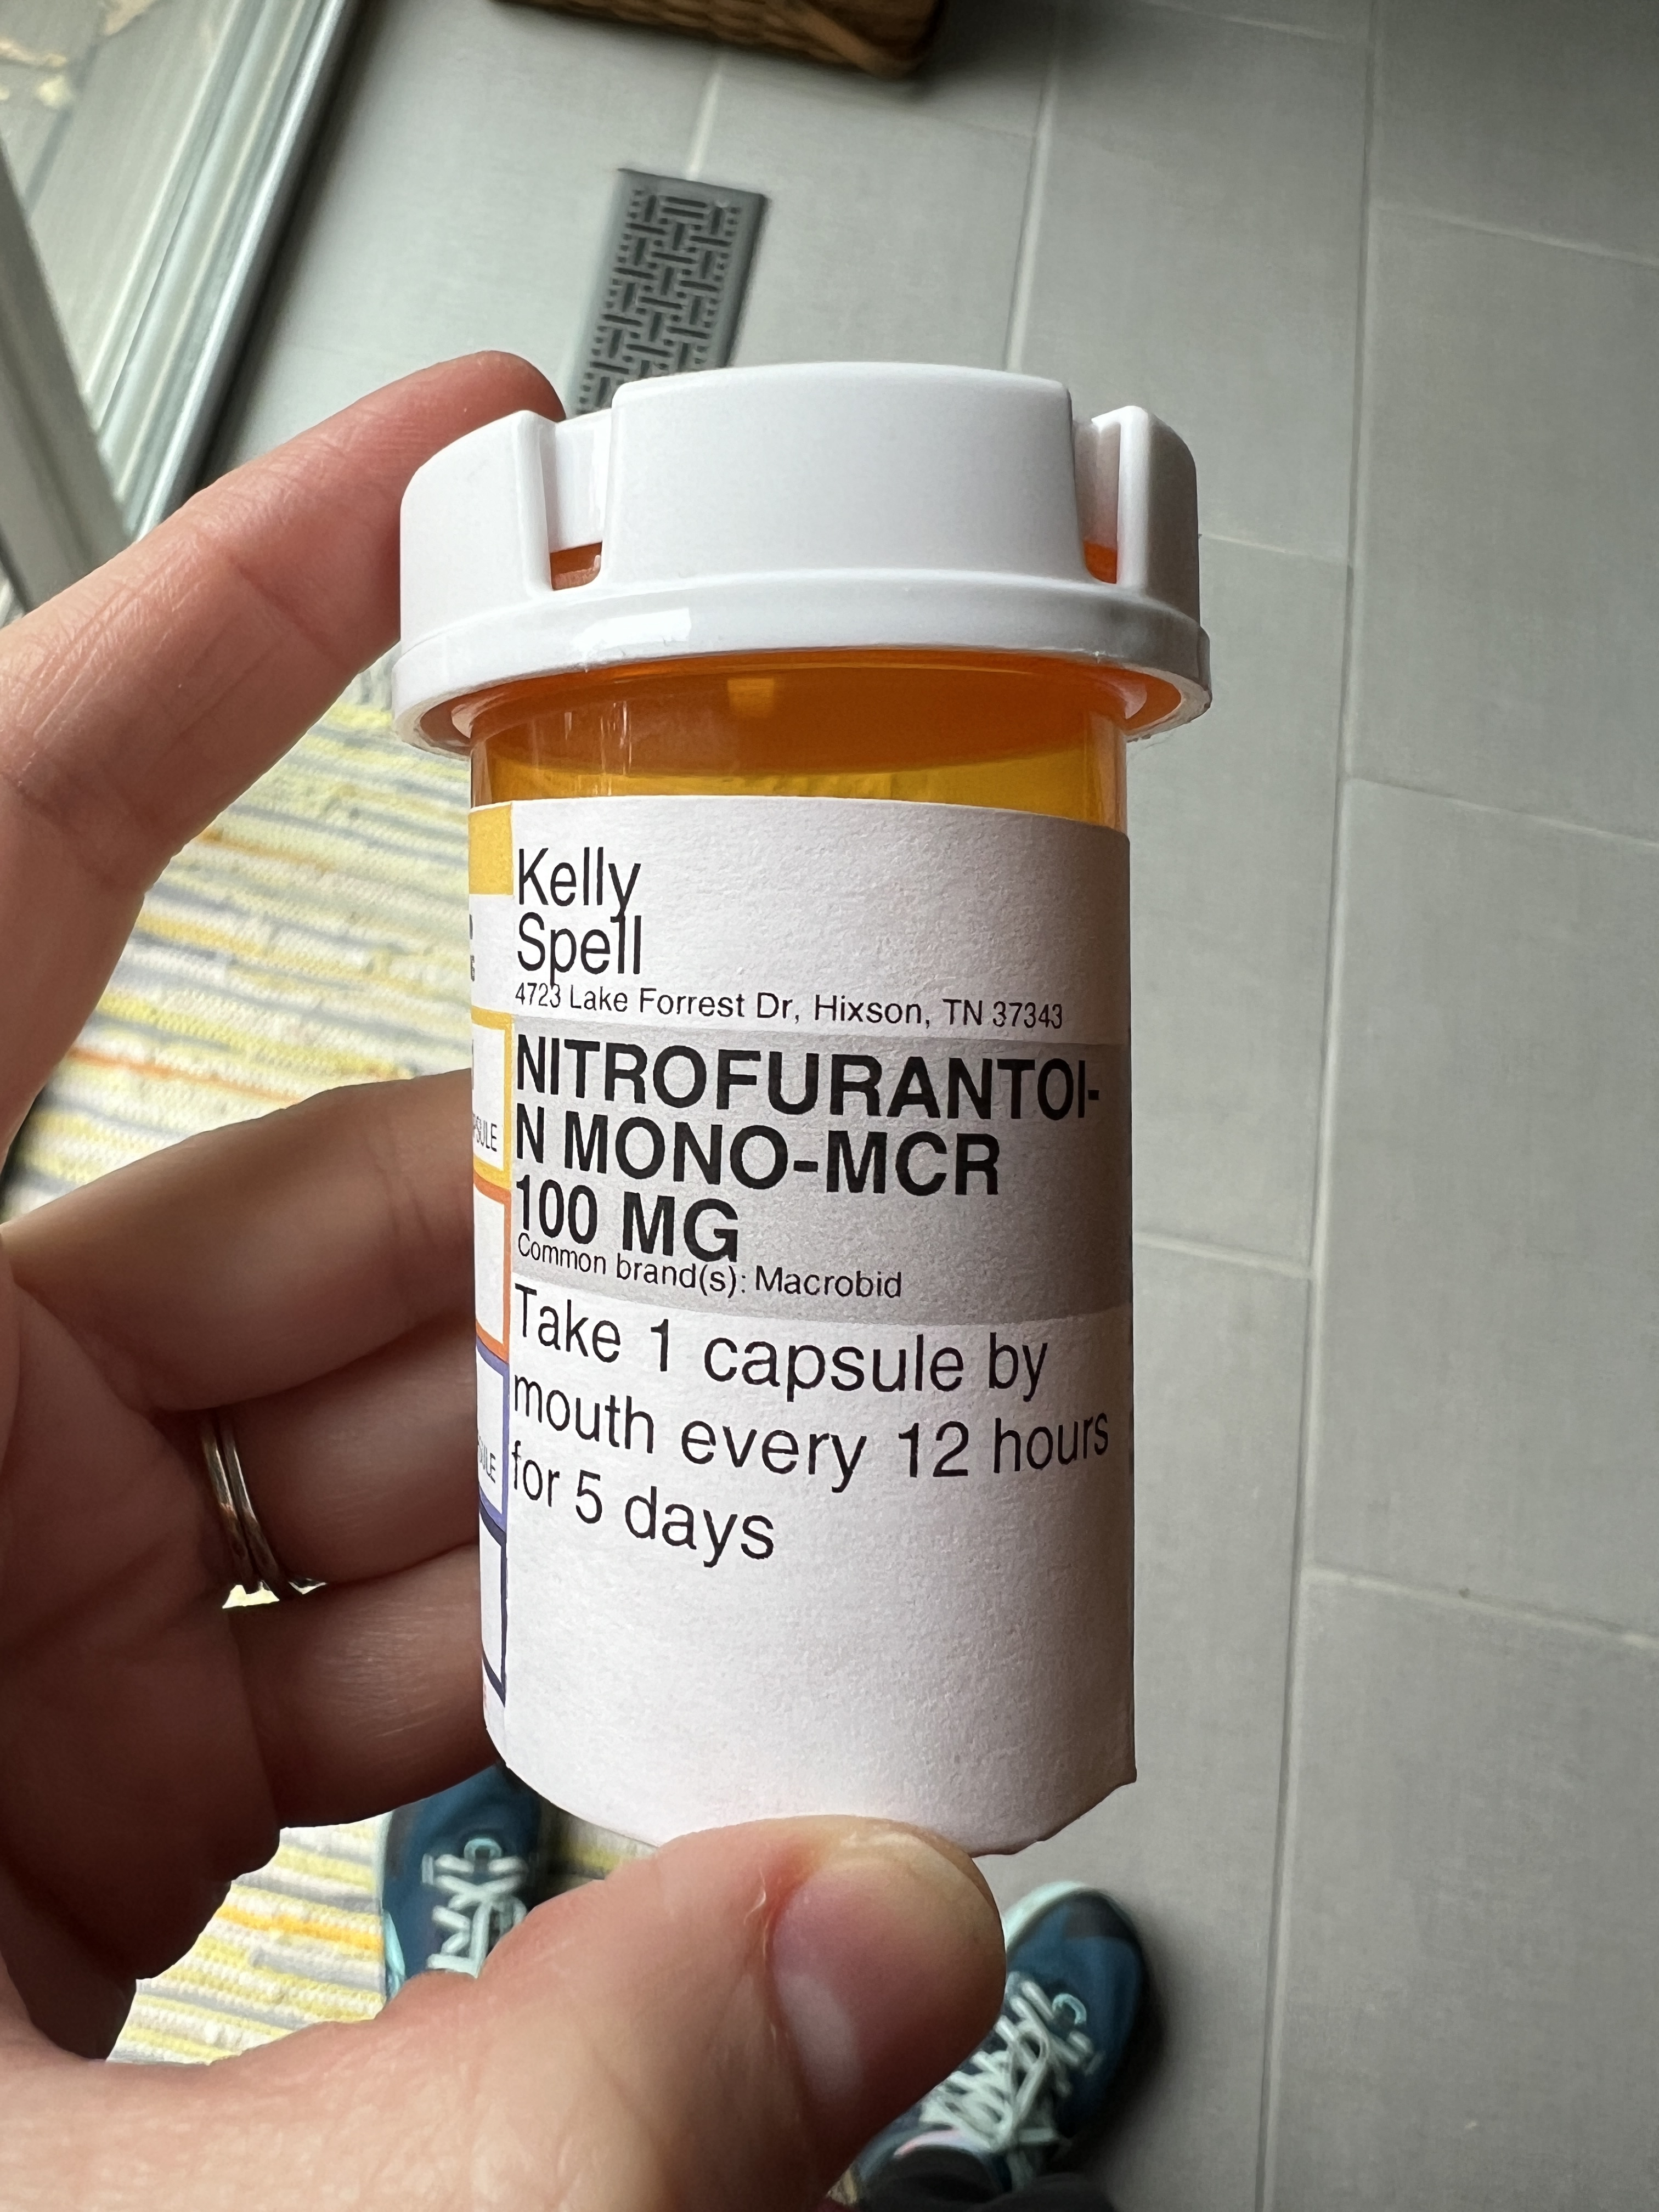 Kelly
Spell
4723 Lake Forrest Dr, Hixson, TN 37343
NITROFURANTOI-
N MONO-MCR
100 MG
Common brand(s): Macrobid
Take 1 capsule by
mouth every 12 hours
for 5 days